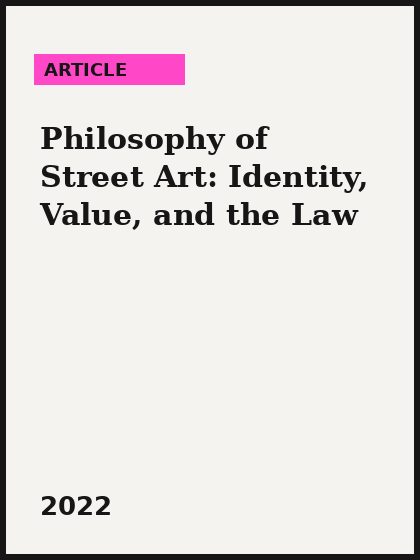 ARTICLE
Philosophy of
Street Art: Identity,
Value, and the Law
2022